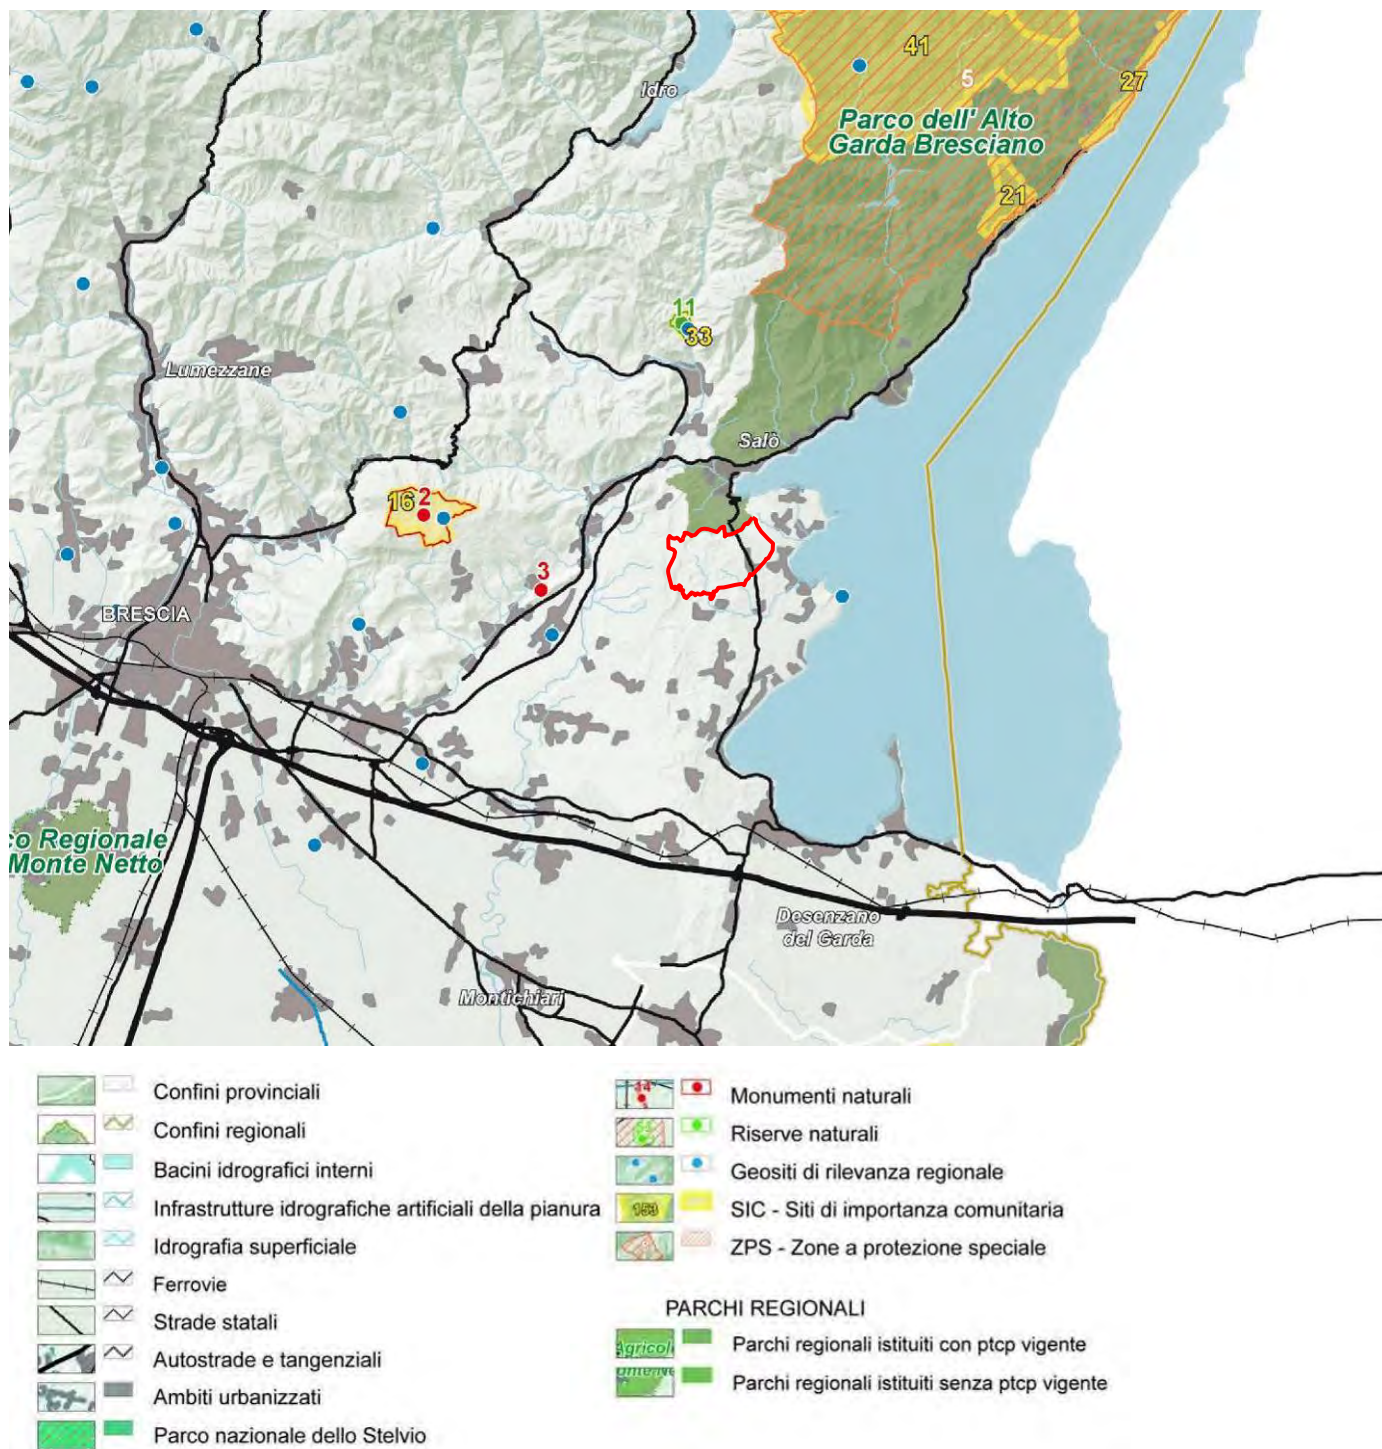 41
5
27
Idro
Parco dell' Alto
Garda Bresciano
21
11
33
Lumezzane
Salò
16
2
3
BRESCIA
co Regionale
Monte Netto
Desenzano
del Garda
Montichiari
Confini provinciali
Confini regionali
Bacini idrografici interni
Infrastrutture idrografiche artificiali della pianura
Idrografia superficiale
Ferrovie
Strade statali
Autostrade e tangenziali
Ambiti urbanizzati
Parco nazionale dello Stelvio
14
Monumenti naturali
Riserve naturali
Geositi di rilevanza regionale
153
SIC - Siti di importanza comunitaria
ZPS - Zone a protezione speciale
PARCHI REGIONALI
Agricol
Parchi regionali istituiti con ptcp vigente
Parchi regionali istituiti senza ptcp vigente